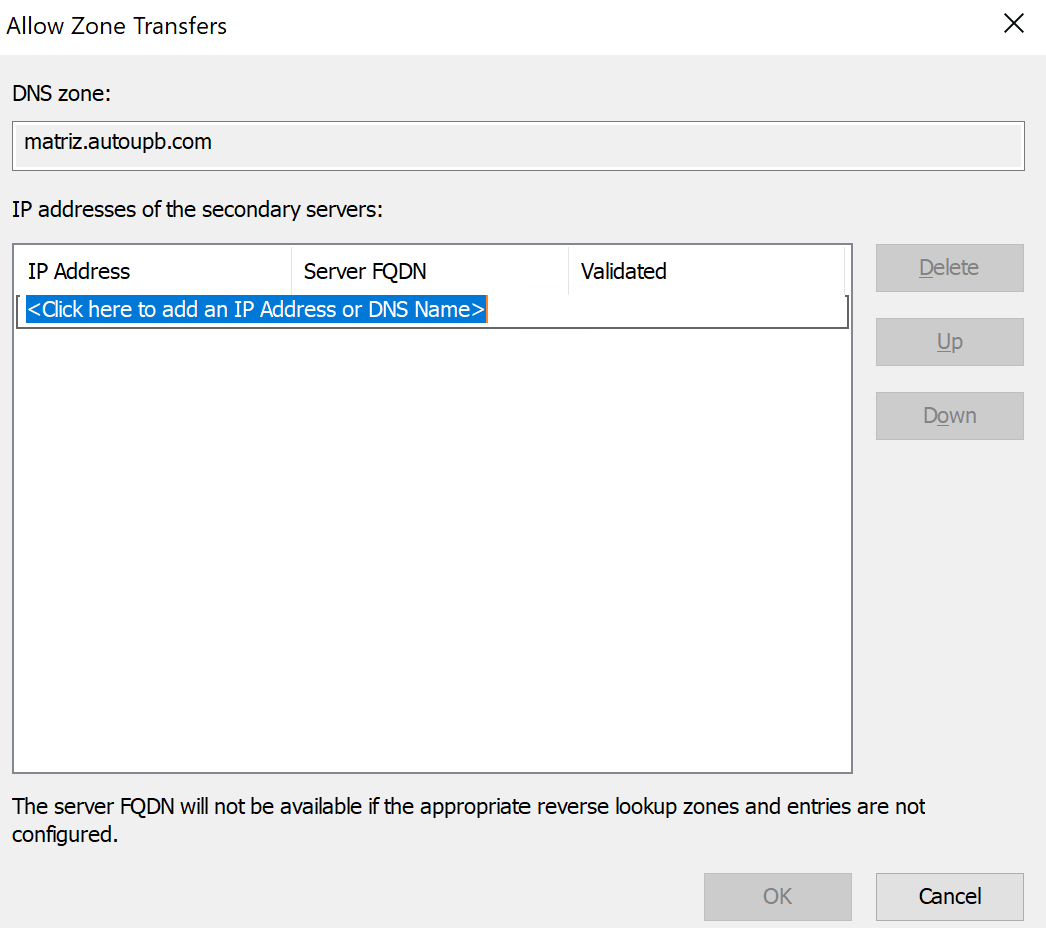 Allow Zone Transfers
DNS zone:
matriz.autoupb.com
IP addresses of the secondary servers:
IP Address Server FQDN Validated
<Click here to add an IP Address or DNS Name>
Delete
Up
Down
The server FQDN will not be available if the appropriate reverse lookup zones and entries are not
configured.
OK Cancel